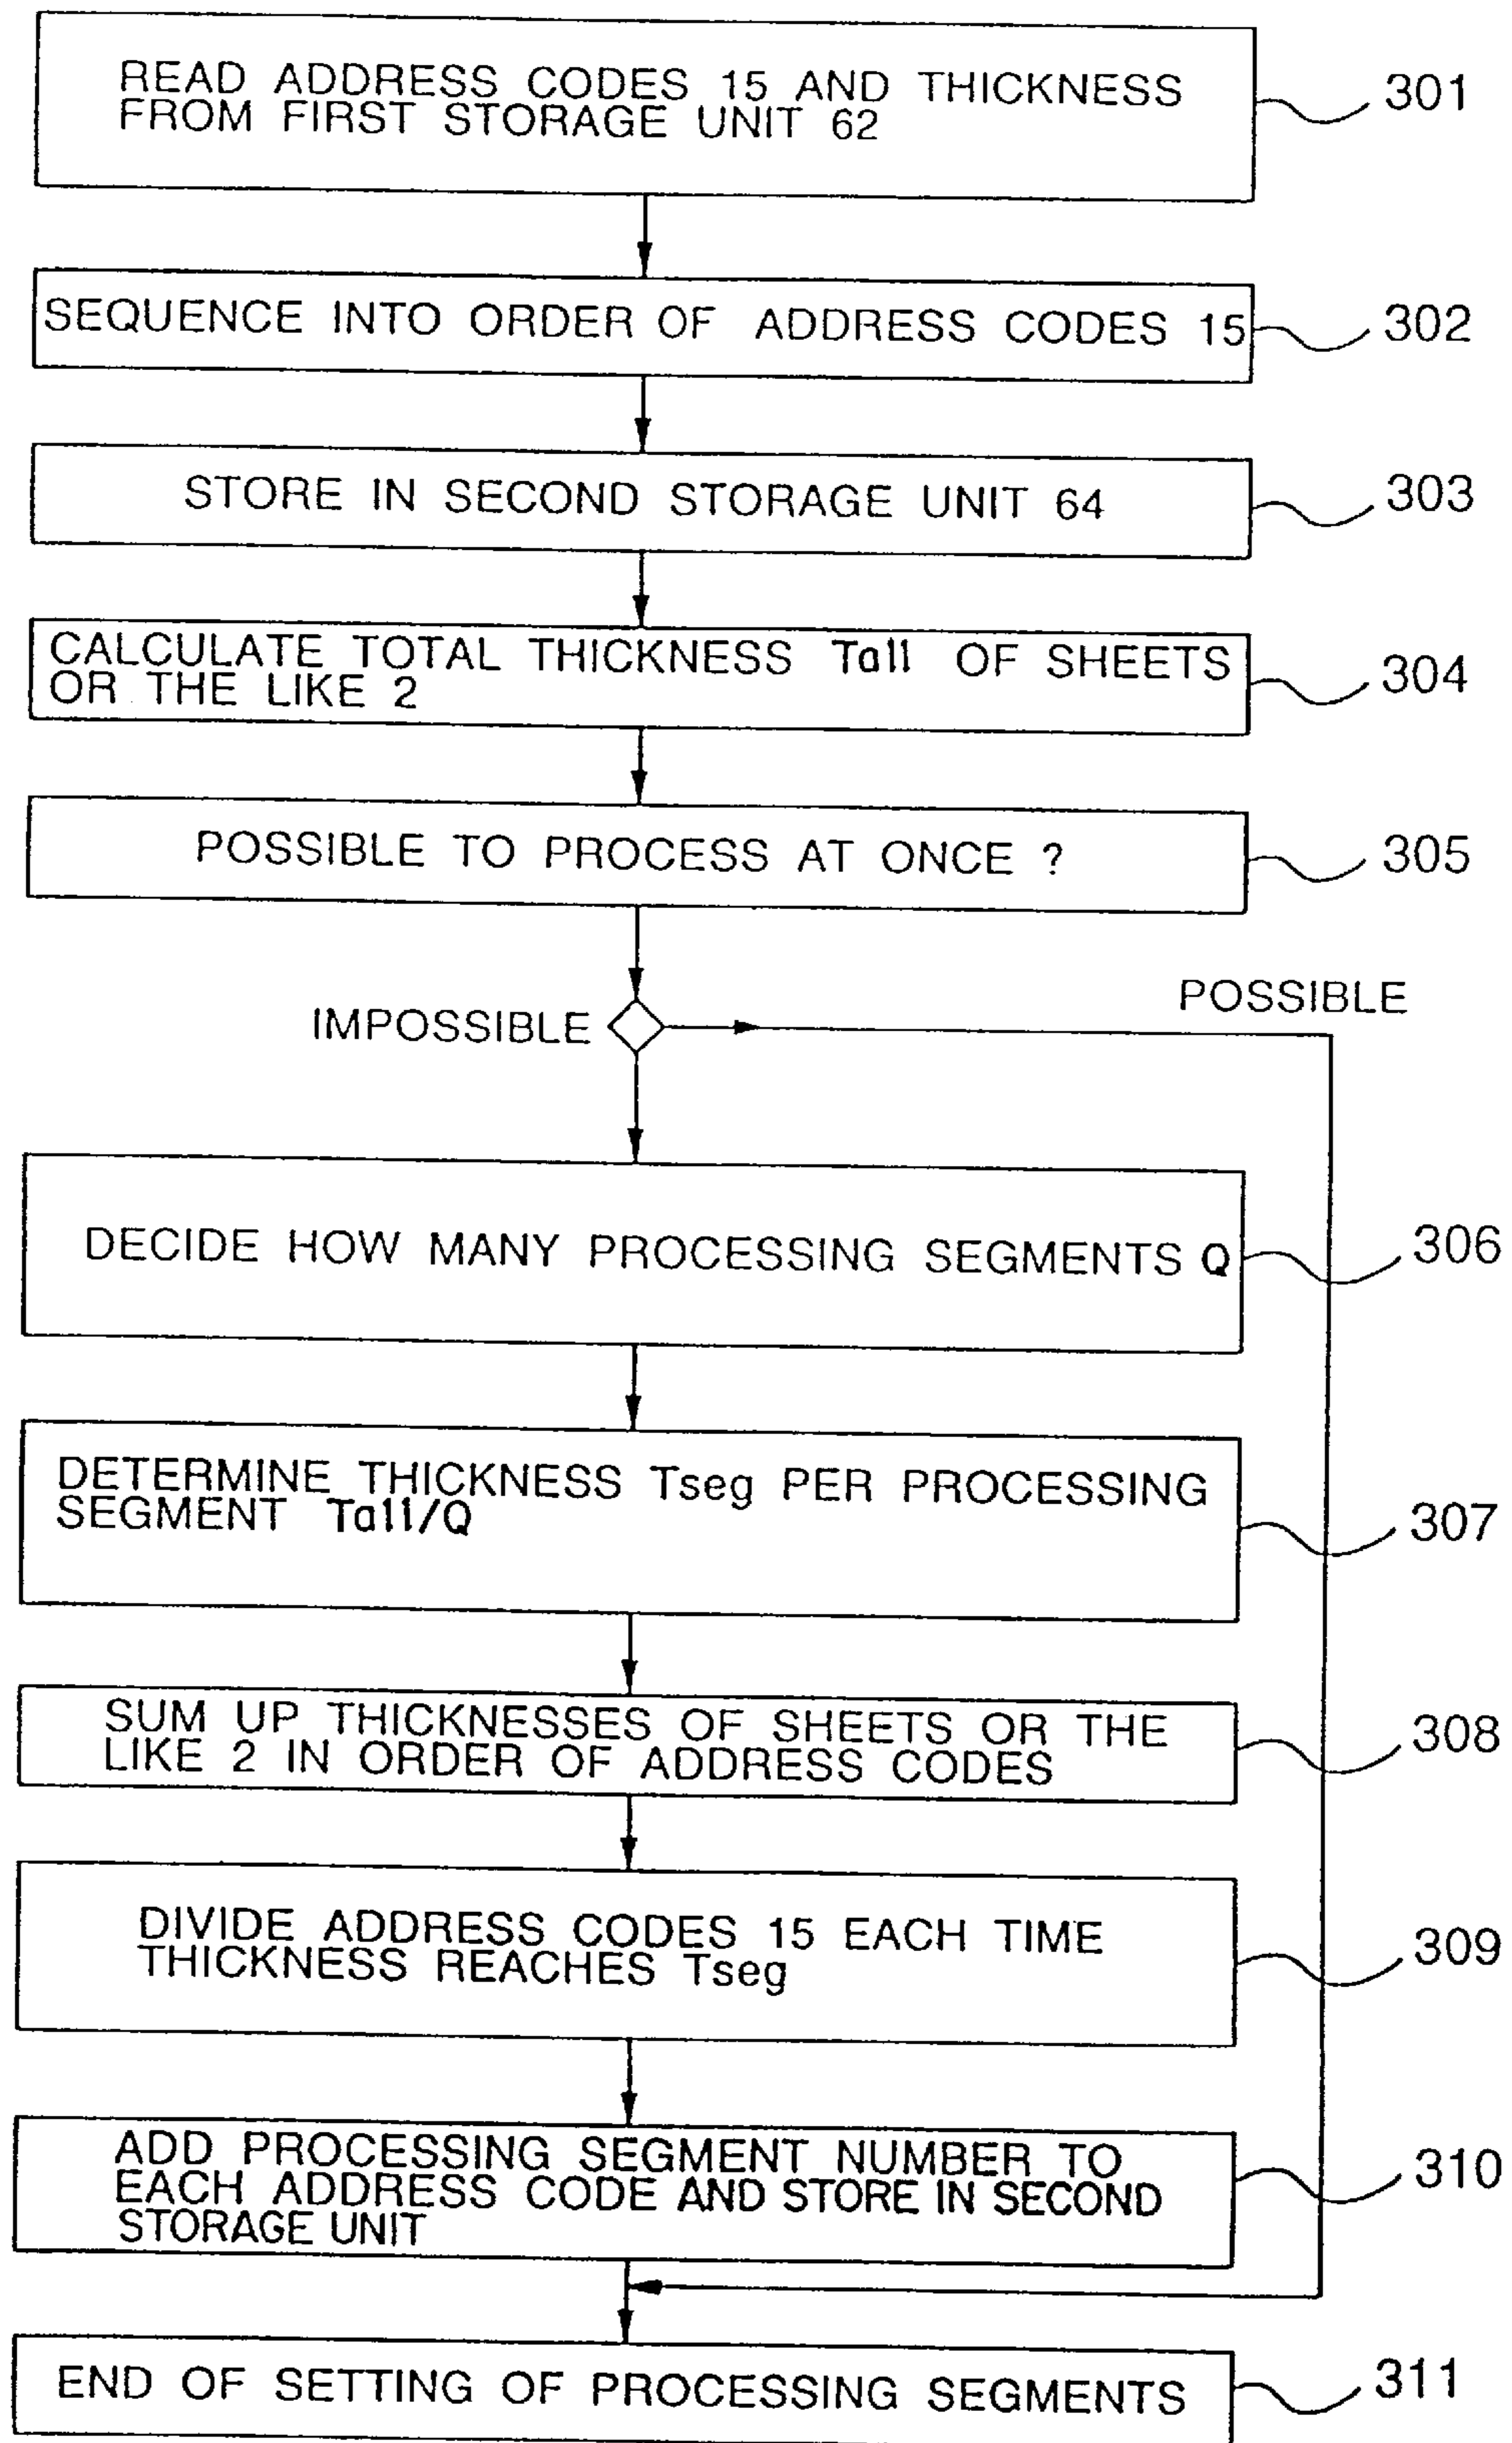 READ ADDRESS CODES 15 AND THICKNESS
FROM FIRST STORAGE UNIT 62
301
SEQUENCE INTO ORDER OF ADDRESS CODES 15
302
STORE IN SECOND STORAGE UNIT 64
303
CALCULATE TOTAL THICKNESS Tall OF SHEETS
OR THE LIKE 2
304
POSSIBLE TO PROCESS AT ONCE ?
305
POSSIBLE
IMPOSSIBLE
DECIDE HOW MANY PROCESSING SEGMENTS Q
306
DETERMINE THICKNESS Tseg PER PROCESSING
SEGMENT Tall/Q
307
SUM UP THICKNESSES OF SHEETS OR THE
LIKE 2 IN ORDER OF ADDRESS CODES
308
DIVIDE ADDRESS CODES 15 EACH TIME
THICKNESS REACHES Tseg
309
ADD PROCESSING SEGMENT NUMBER TO
EACH ADDRESS CODE AND STORE IN SECOND
STORAGE UNIT
310
END OF SETTING OF PROCESSING SEGMENTS
311